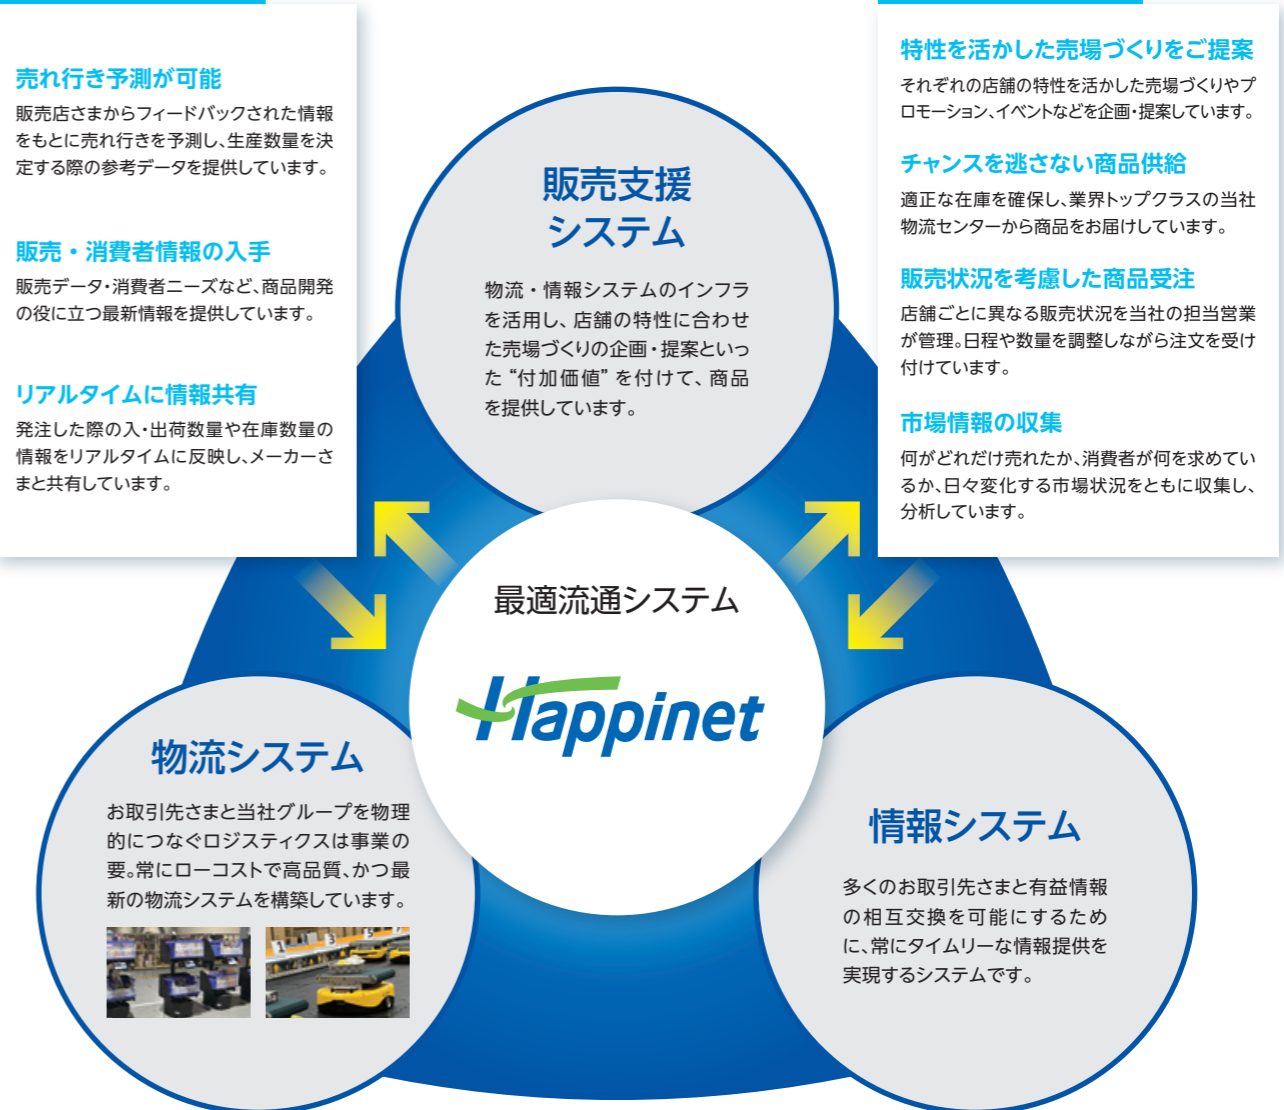 売れ行き予測が可能
販売店さまからフィードバックされた情報
をもとに売れ行きを予測し、生産数量を決
定する際の参考データを提供しています。
販売・消費者情報の入手
販売データ・消費者ニーズなど、商品開発
の役に立つ最新情報を提供しています。
リアルタイムに情報共有
発注した際の入・出荷数量や在庫数量の
情報をリアルタイムに反映し、メーカーさ
まと共有しています。
販売支援
システム
物流・情報システムのインフラ
を活用し、店舗の特性に合わせ
た売場づくりの企画・提案といっ
た“付加価値”を付けて、商品
を提供しています。
特性を活かした売場づくりをご提案
それぞれの店舗の特性を活かした売場づくりやプ
ロモーション、イベントなどを企画・提案しています。
チャンスを逃さない商品供給
適正な在庫を確保し、業界トップクラスの当社
物流センターから商品をお届けしています。
販売状況を考慮した商品受注
店舗ごとに異なる販売状況を当社の担当営業
が管理。日程や数量を調整しながら注文を受け
付けています。
市場情報の収集
何がどれだけ売れたか、消費者が何を求めてい
るか、日々変化する市場状況をともに収集し、
分析しています。
最適流通システム
Happinet
物流システム
お取引先さまと当社グループを物理
的につなぐロジスティクスは事業の
要。常にローコストで高品質、かつ最
新の物流システムを構築しています。
1
3
5
7
情報システム
多くのお取引先さまと有益情報
の相互交換を可能にするため
に、常にタイムリーな情報提供を
実現するシステムです。